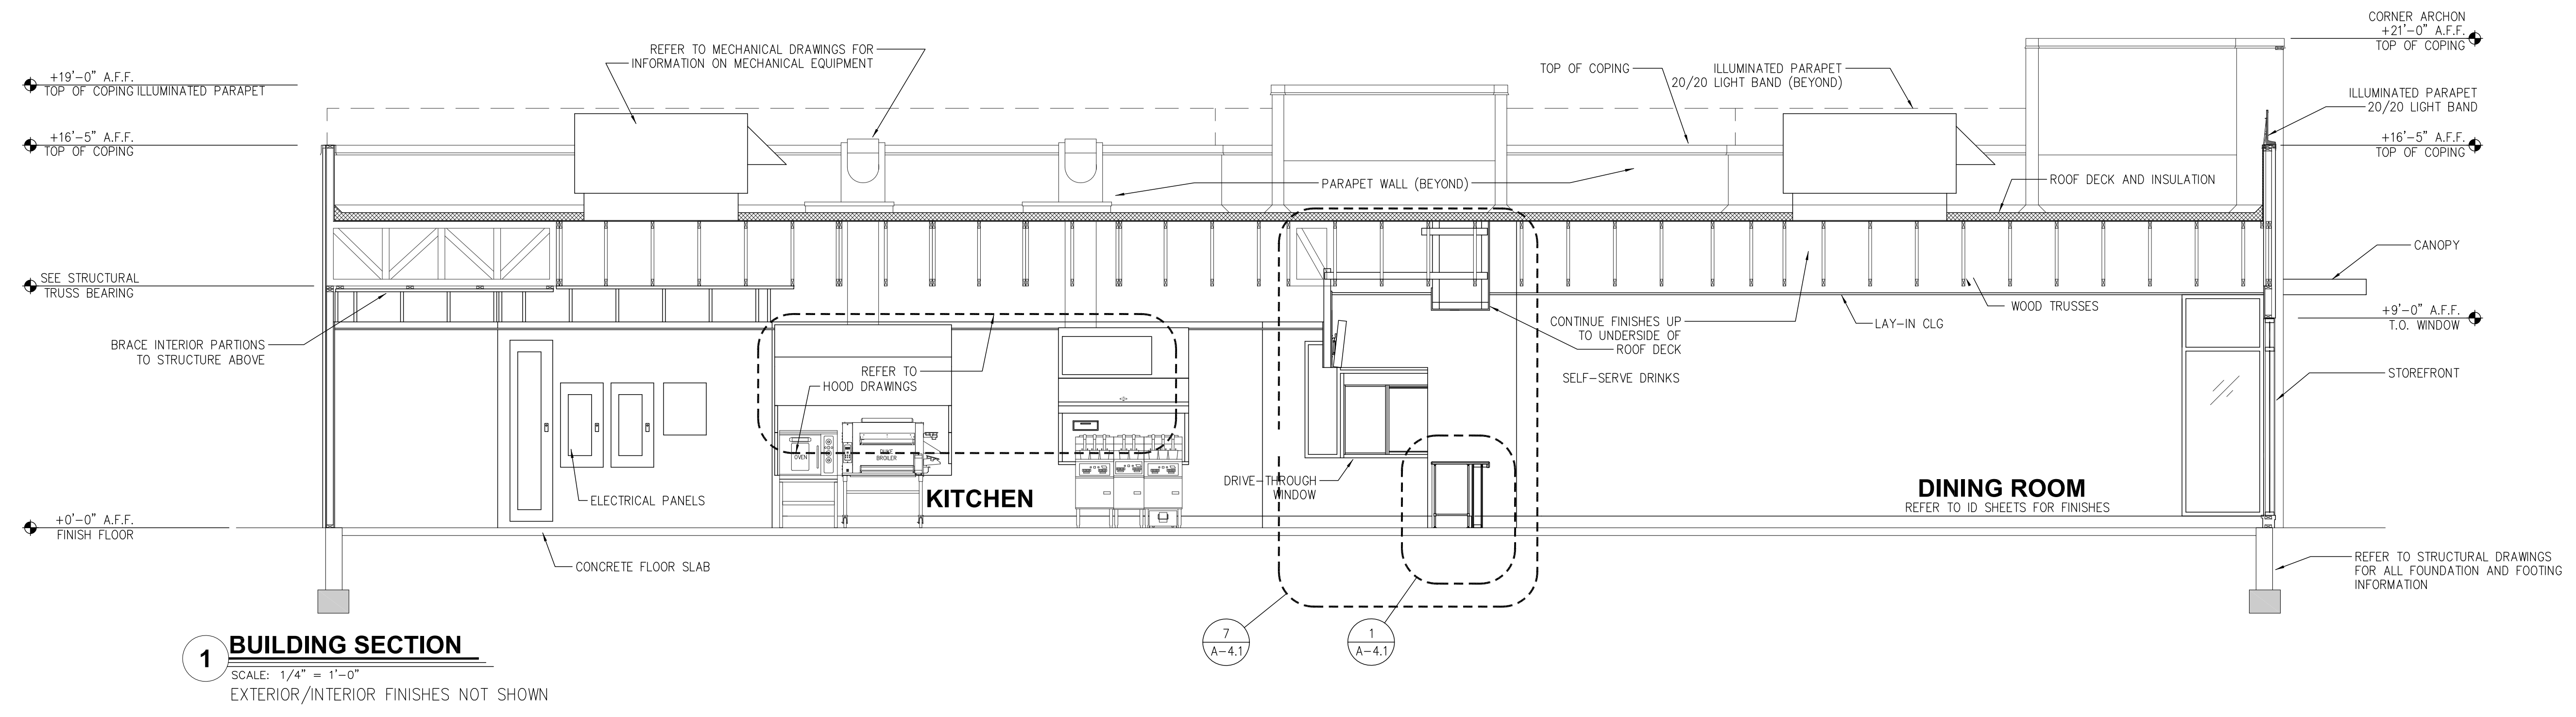 CORNER ARCHON
+21'-0" A.F.F.
TOP OF COPING
REFER TO MECHANICAL DRAWINGS FOR
INFORMATION ON MECHANICAL EQUIPMENT
TOP OF COPING
ILLUMINATED PARAPET
20/20 LIGHT BAND (BEYOND)
+19'-0" A.F.F.
TOP OF COPING ILLUMINATED PARAPET
ILLUMINATED PARAPET
20/20 LIGHT BAND
+16'-5" A.F.F.
TOP OF COPING
+16'-5" A.F.F.
TOP OF COPING
PARAPET WALL (BEYOND)
ROOF DECK AND INSULATION
CANOPY
SEE STRUCTURAL
TRUSS BEARING
WOOD TRUSSES
+9'-0" A.F.F.
T.O. WINDOW
CONTINUE FINISHES UP
TO UNDERSIDE OF
ROOF DECK
LAY-IN CLG
BRACE INTERIOR PARTIONS
TO STRUCTURE ABOVE
REFER TO
HOOD DRAWINGS
SELF-SERVE DRINKS
STOREFRONT
OVEN
DUKE
BROILER
ELECTRICAL PANELS
KITCHEN
DRIVE-THROUGH
WINDOW
DINING ROOM
REFER TO ID SHEETS FOR FINISHES
+0'-0" A.F.F.
FINISH FLOOR
CONCRETE FLOOR SLAB
REFER TO STRUCTURAL DRAWINGS
FOR ALL FOUNDATION AND FOOTING
INFORMATION
7
A-4.1
1
A-4.1
1 BUILDING SECTION
SCALE: 1/4" = 1'-0"
EXTERIOR/INTERIOR FINISHES NOT SHOWN